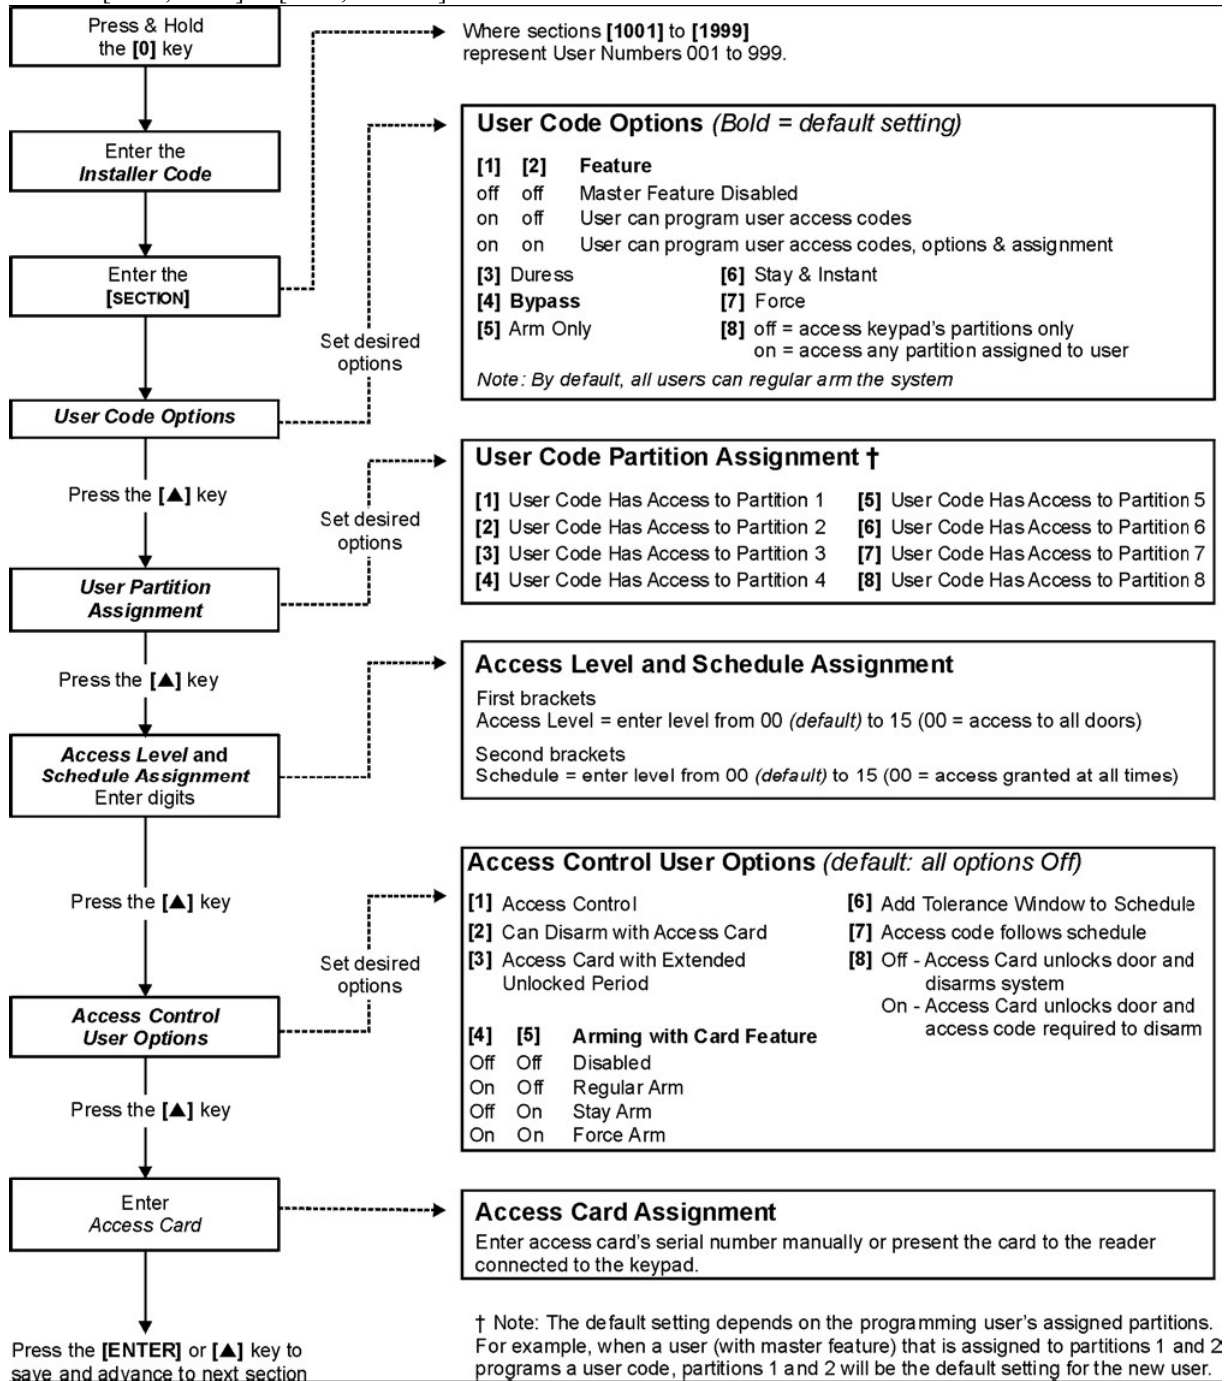 Press & Hold
the [0] key
Where sections [1001] to [1999]
represent User Numbers 001 to 999.
Enter the
Installer Code
User Code Options (Bold = default setting)
[1] [2] Feature
off off Master Feature Disabled
on off User can program user access codes
on on User can program user access codes, options & assignment
[3] Duress [6] Stay & Instant
[4] Bypass [7] Force
[5] Arm Only [8] off = access keypad's partitions only
on = access any partition assigned to user
Note: By default, all users can regular arm the system
Enter the
[SECTION]
Set desired
options
User Code Options
Press the [▲] key
User Code Partition Assignment †
[1] User Code Has Access to Partition 1 [5] User Code Has Access to Partition 5
[2] User Code Has Access to Partition 2 [6] User Code Has Access to Partition 6
[3] User Code Has Access to Partition 3 [7] User Code Has Access to Partition 7
[4] User Code Has Access to Partition 4 [8] User Code Has Access to Partition 8
Set desired
options
User Partition
Assignment
Press the [▲] key
Access Level and Schedule Assignment
First brackets
Access Level = enter level from 00 (default) to 15 (00 = access to all doors)
Second brackets
Schedule = enter level from 00 (default) to 15 (00 = access granted at all times)
Access Level and
Schedule Assignment
Enter digits
Press the [▲] key
Access Control User Options (default: all options Off)
[1] Access Control [6] Add Tolerance Window to Schedule
[2] Can Disarm with Access Card [7] Access code follows schedule
[3] Access Card with Extended [8] Off - Access Card unlocks door and
Unlocked Period disarms system
On - Access Card unlocks door and
access code required to disarm
[4] [5] Arming with Card Feature
Off Off Disabled
On Off Regular Arm
Off On Stay Arm
On On Force Arm
Set desired
options
Access Control
User Options
Press the [▲] key
Enter
Access Card
Access Card Assignment
Enter access card's serial number manually or present the card to the reader
connected to the keypad.
Press the [ENTER] or [▲] key to
save and advance to next section
† Note: The default setting depends on the programming user's assigned partitions.
For example, when a user (with master feature) that is assigned to partitions 1 and 2
programs a user code, partitions 1 and 2 will be the default setting for the new user.